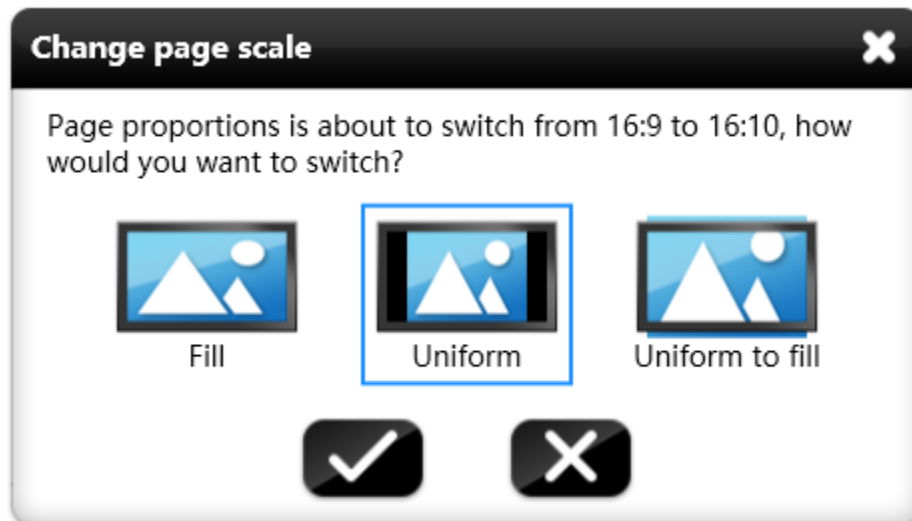 Change page scale
Page proportions is about to switch from 16:9 to 16:10, how
would you want to switch?
Fill
Uniform
Uniform to fill